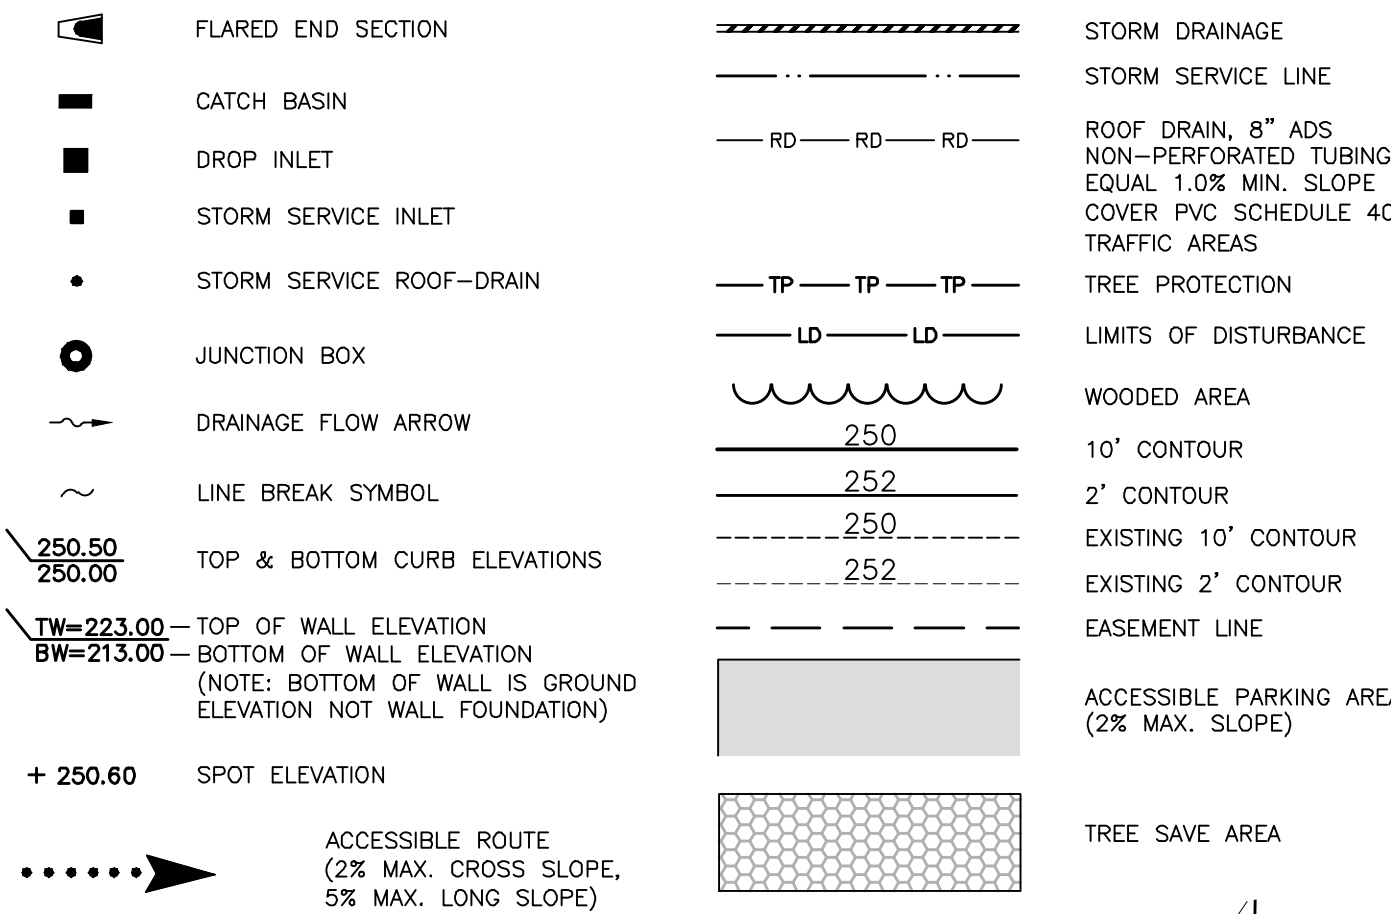 FLARED END SECTION
CATCH BASIN
DROP INLET
STORM SERVICE INLET
STORM SERVICE ROOF-DRAIN
JUNCTION BOX
DRAINAGE FLOW ARROW
LINE BREAK SYMBOL
250.50
250.00
TOP & BOTTOM CURB ELEVATIONS
TW=223.00 — TOP OF WALL ELEVATION
BW=213.00 — BOTTOM OF WALL ELEVATION
(NOTE: BOTTOM OF WALL IS GROUND
ELEVATION NOT WALL FOUNDATION)
+ 250.60 SPOT ELEVATION
ACCESSIBLE ROUTE
(2% MAX. CROSS SLOPE,
5% MAX. LONG SLOPE)
STORM DRAINAGE
STORM SERVICE LINE
RD RD RD
ROOF DRAIN, 8" ADS
NON-PERFORATED TUBING
EQUAL 1.0% MIN. SLOPE
COVER PVC SCHEDULE 40
TRAFFIC AREAS
TP TP TP TREE PROTECTION
LD LD LIMITS OF DISTURBANCE
WOODED AREA
250 10' CONTOUR
252 2' CONTOUR
250 EXISTING 10' CONTOUR
252 EXISTING 2' CONTOUR
EASEMENT LINE
ACCESSIBLE PARKING AREA
(2% MAX. SLOPE)
TREE SAVE AREA